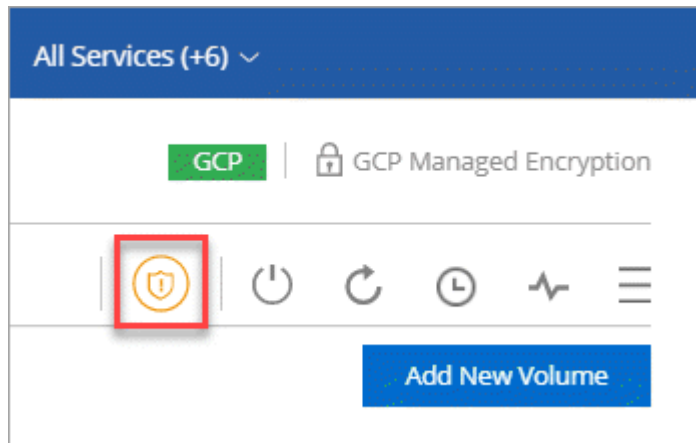 All Services (+6)
GCP
GCP Managed Encryption
Add New Volume